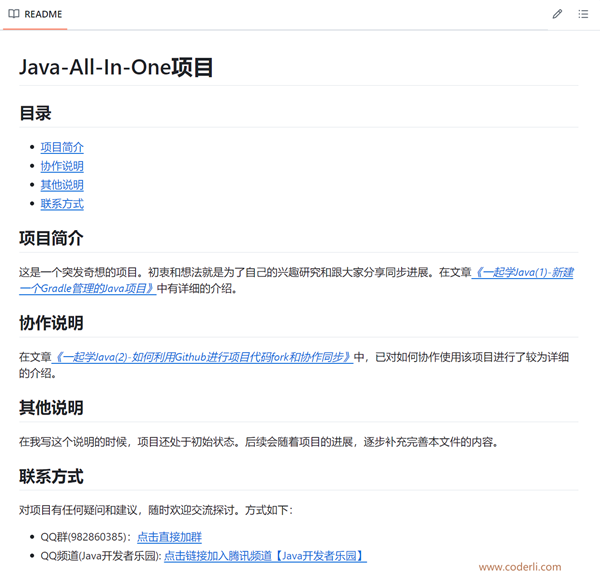 README
Java-All-In-One项目
目录
项目简介
协作说明
其他说明
联系方式
项目简介
这是一个突发奇想的项目。初衷和想法就是为了自己的兴趣研究和跟大家分享同步进展。在文章《一起学Java(1)-新建
一个Gradle管理的Java项目》中有详细的介绍。
协作说明
在文章《一起学Java(2)-如何利用Github进行项目代码fork和协作同步》中，已对如何协作使用该项目进行了较为详细
的介绍。
其他说明
在我写这个说明的时候，项目还处于初始状态。后续会随着项目的进展，逐步补充完善本文件的内容。
联系方式
对项目有任何疑问和建议，随时欢迎交流探讨。方式如下：
QQ群(982860385)：点击直接加群
QQ频道(Java开发者乐园): 点击链接加入腾讯频道【Java开发者乐园】
www.coderli.com